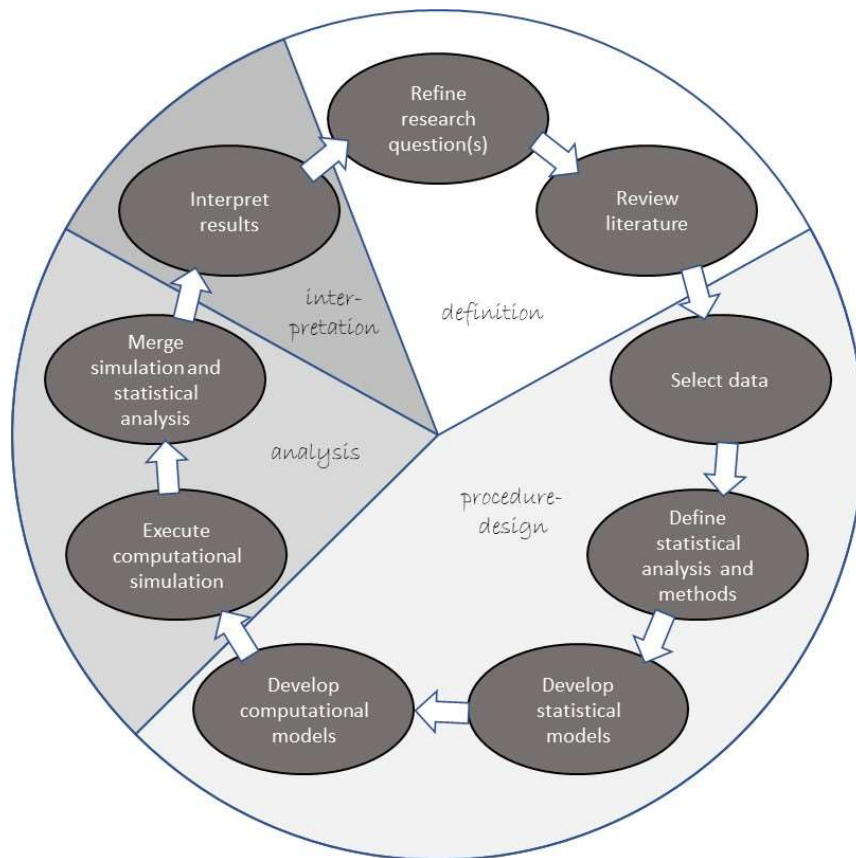 Refine
research
question(s)
Review
literature
Select data
Define
statistical
analysis and
methods
Develop
statistical
models
Develop
computational
models
Execute
computational
simulation
Merge
simulation and
statistical
analysis
Interpret
results
inter-
pretation
definition
analysis
procedure-
design